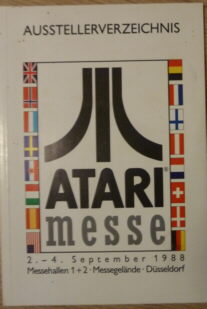 AUSSTELLERVERZEICHNIS
ATARI®
messe
2.–4. September 1988
Messehallen 1+2 · Messegelände · Düsseldorf